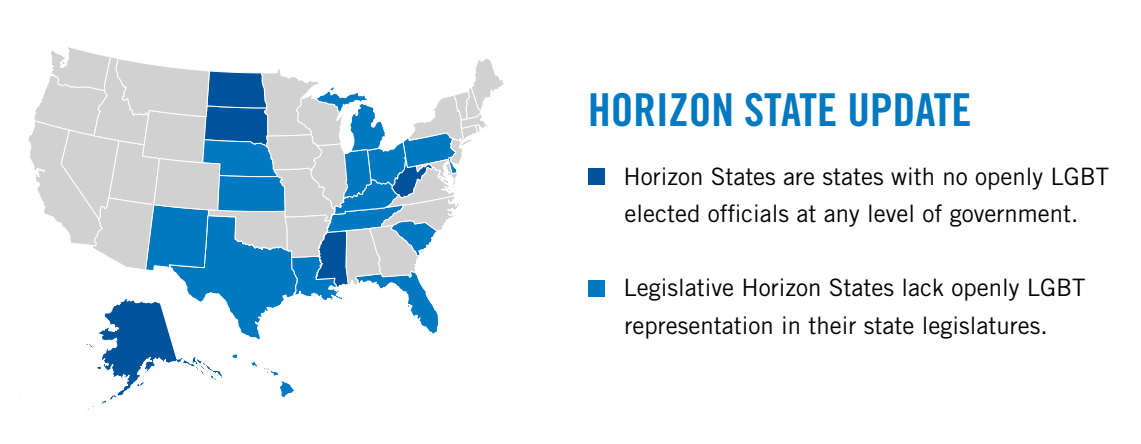 HORIZON STATE UPDATE
Horizon States are states with no openly LGBT
elected officials at any level of government.
Legislative Horizon States lack openly LGBT
representation in their state legislatures.